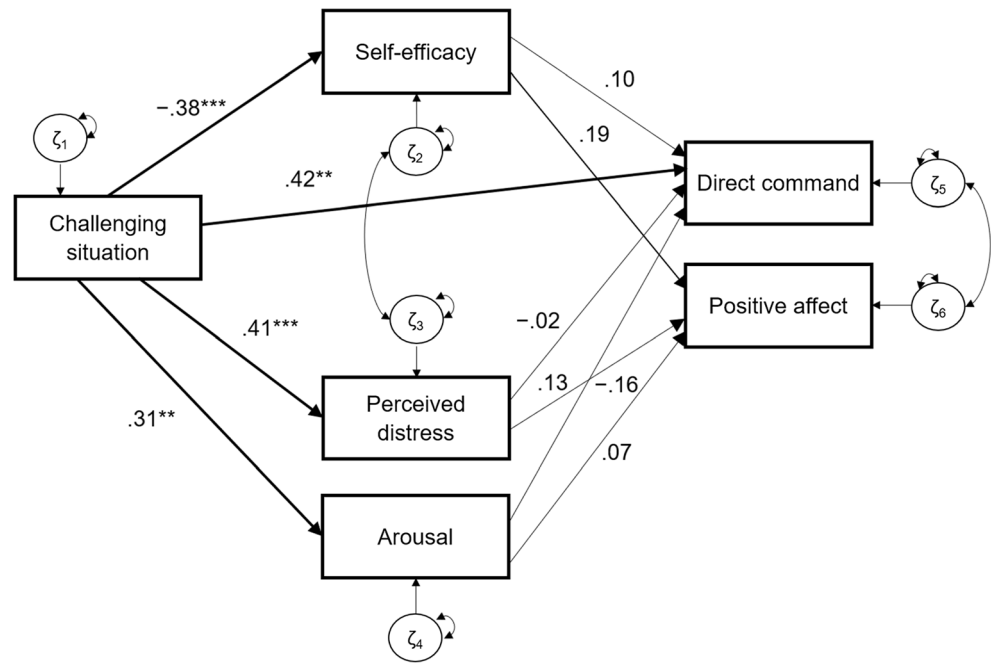 Self-efficacy
.10
−.38***
.19
ζ1
ζ2
.42**
Direct command
ζ5
Challenging
situation
Positive affect
ζ6
ζ3
−.02
.41***
.13
−.16
Perceived
distress
.31**
.07
Arousal
ζ4